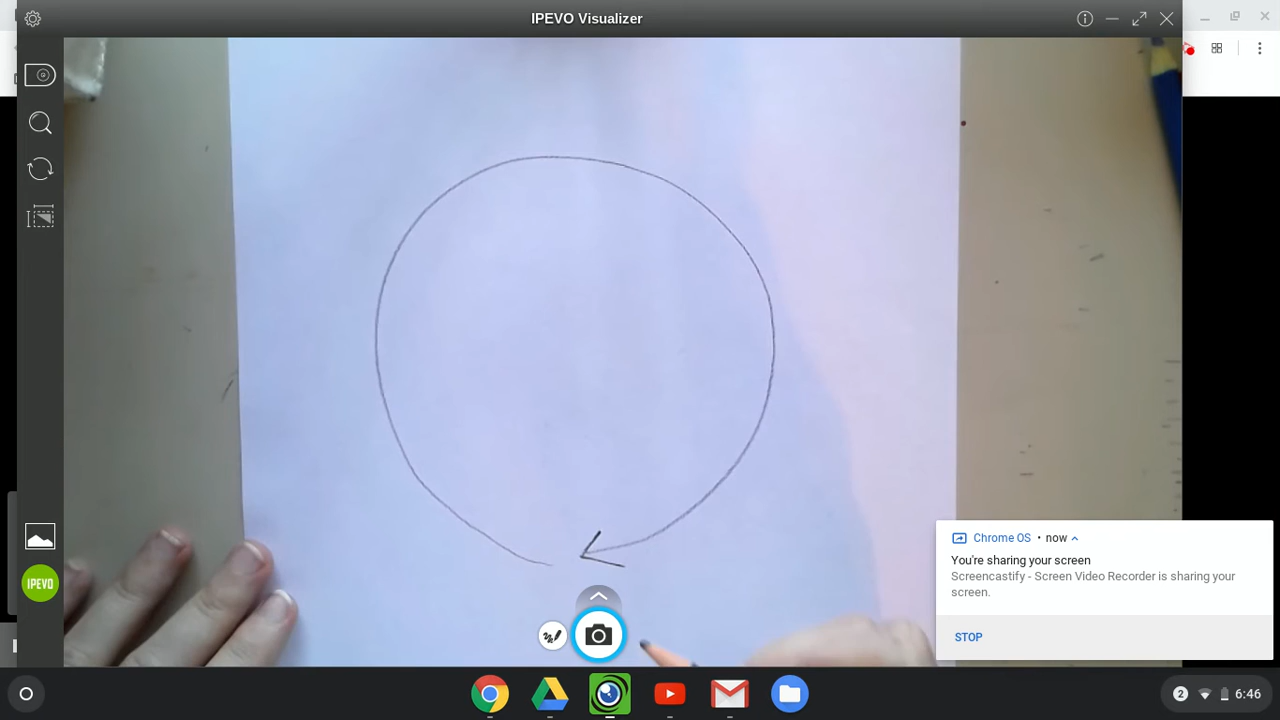 IPEVO Visualizer
IPEVO
Chrome OS • now
You're sharing your screen
Screencastify - Screen Video Recorder is sharing your
screen.
STOP
2
6:46